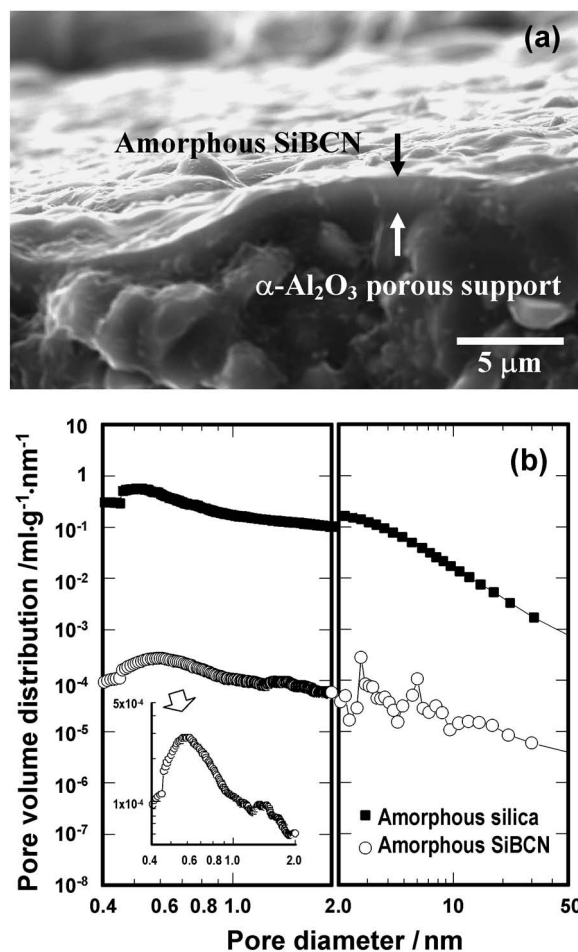 (a)
Amorphous SiBCN
α-Al₂O₃ porous support
5 μm
(b)
Pore volume distribution /ml·g⁻¹·nm⁻¹
10
1
10⁻¹
10⁻²
10⁻³
10⁻⁴
10⁻⁵
10⁻⁶
10⁻⁷
10⁻⁸
5x10⁻⁴
1x10⁻⁴
0.4 0.6 1.0 2.0
Amorphous silica
Amorphous SiBCN
0.4 0.6 0.8 1.0 2.0 10 50
Pore diameter / nm